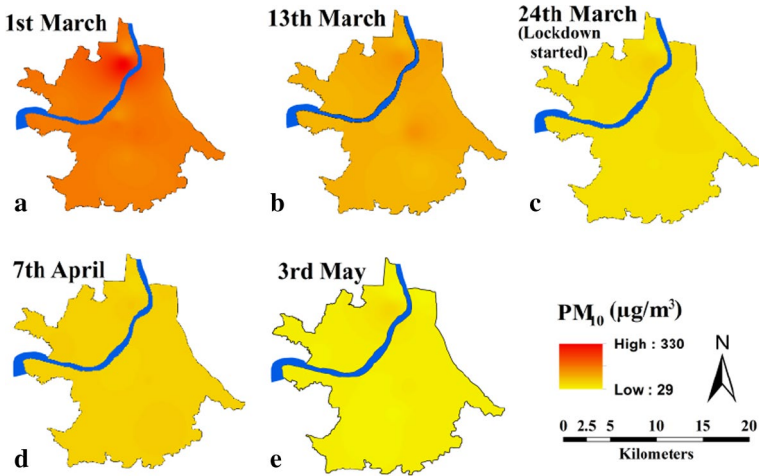 1st March
13th March
24th March
(Lockdown
started)
a
b
c
7th April
3rd May
PM10 (µg/m³)
High : 330
Low : 29
N
0 2.5 5 10 15 20
Kilometers
d
e